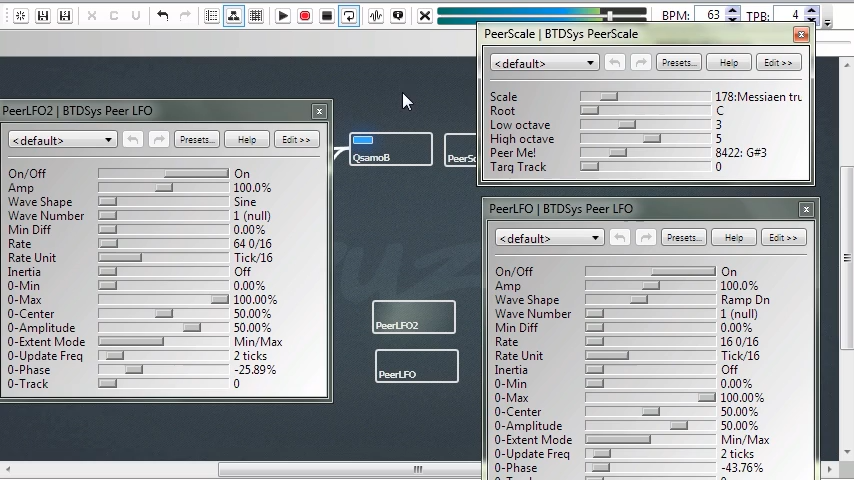 BPM: 63 TPB: 4
PeerScale | BTDSys PeerScale
<default> Presets... Help Edit >>
Scale 178:Messiaen tru
Root C
Low octave 3
High octave 5
Peer Me! 8422: G#3
Targ Track 0
PeerLFO2 | BTDSys Peer LFO
<default> Presets... Help Edit >>
On/Off On
Amp 100.0%
Wave Shape Sine
Wave Number 1 (null)
Min Diff 0.00%
Rate 64 0/16
Rate Unit Tick/16
Inertia Off
0-Min 0.00%
0-Max 100.00%
0-Center 50.00%
0-Amplitude 50.00%
0-Extent Mode Min/Max
0-Update Freq 2 ticks
0-Phase -25.89%
0-Track 0
QsamoB
PeerSc
PeerLFO2
PeerLFO
PeerLFO | BTDSys Peer LFO
<default> Presets... Help Edit >>
On/Off On
Amp 100.0%
Wave Shape Ramp Dn
Wave Number 1 (null)
Min Diff 0.00%
Rate 16 0/16
Rate Unit Tick/16
Inertia Off
0-Min 0.00%
0-Max 100.00%
0-Center 50.00%
0-Amplitude 50.00%
0-Extent Mode Min/Max
0-Update Freq 2 ticks
0-Phase -43.76%